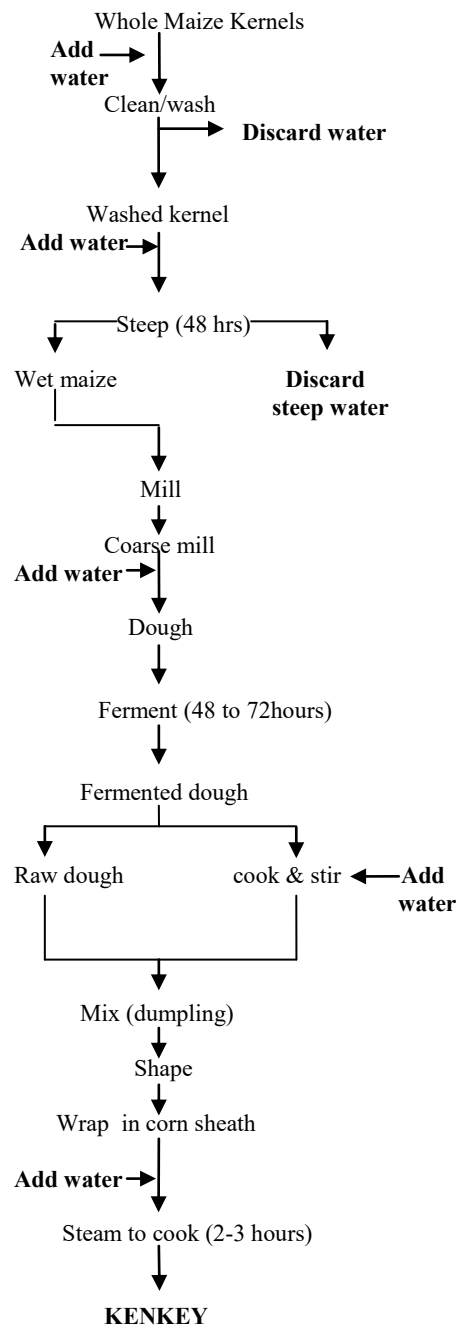 Whole Maize Kernels
Add
water
Clean/wash
Discard water
Washed kernel
Add water
Steep (48 hrs)
Wet maize
Discard
steep water
Mill
Coarse mill
Add water
Dough
Ferment (48 to 72hours)
Fermented dough
Raw dough
cook & stir
Add
water
Mix (dumpling)
Shape
Wrap in corn sheath
Add water
Steam to cook (2-3 hours)
KENKEY